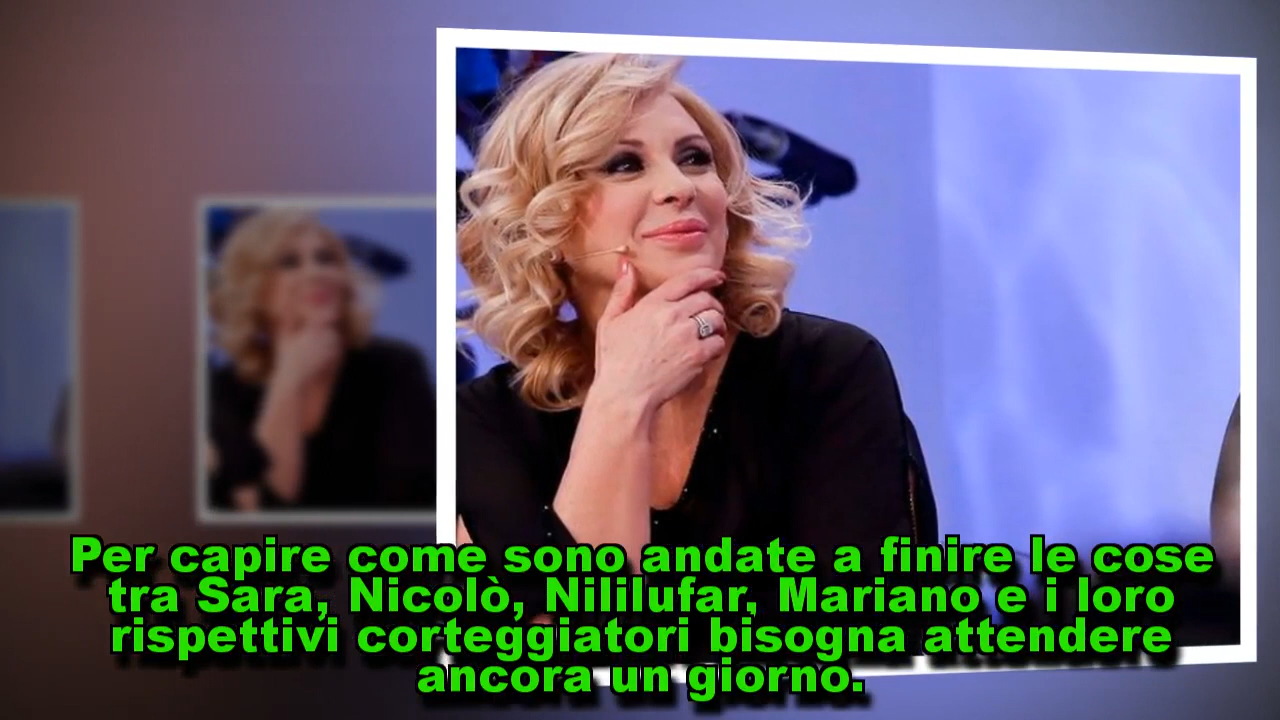 Per capire come sono andate a finire le cose
tra Sara, Nicolò, Nililufar, Mariano e i loro
rispettivi corteggiatori bisogna attendere
ancora un giorno.